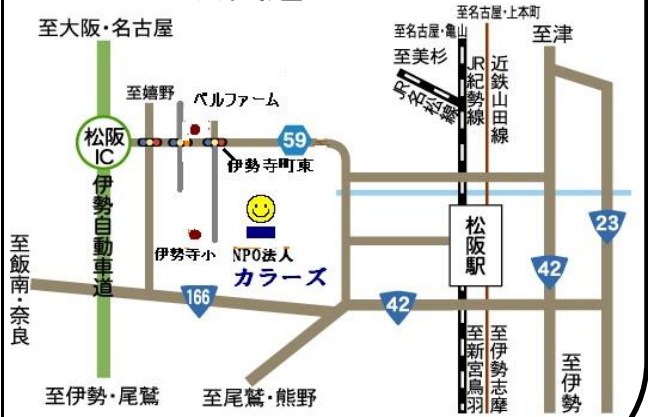 至大阪・名古屋
至名古屋・上本町
至名古屋・亀山
至美杉
至津
JR名松線
JR紀勢線
近鉄山田線
至嬉野
ベルファーム
松阪
IC
59
伊勢寺町東
伊勢自動車道
伊勢寺小
NPO法人
カラーズ
松阪駅
23
42
至飯南・奈良
166
42
至伊勢・尾鷲
至尾鷲・熊野
至新宮鳥羽
至伊勢志摩
至伊勢